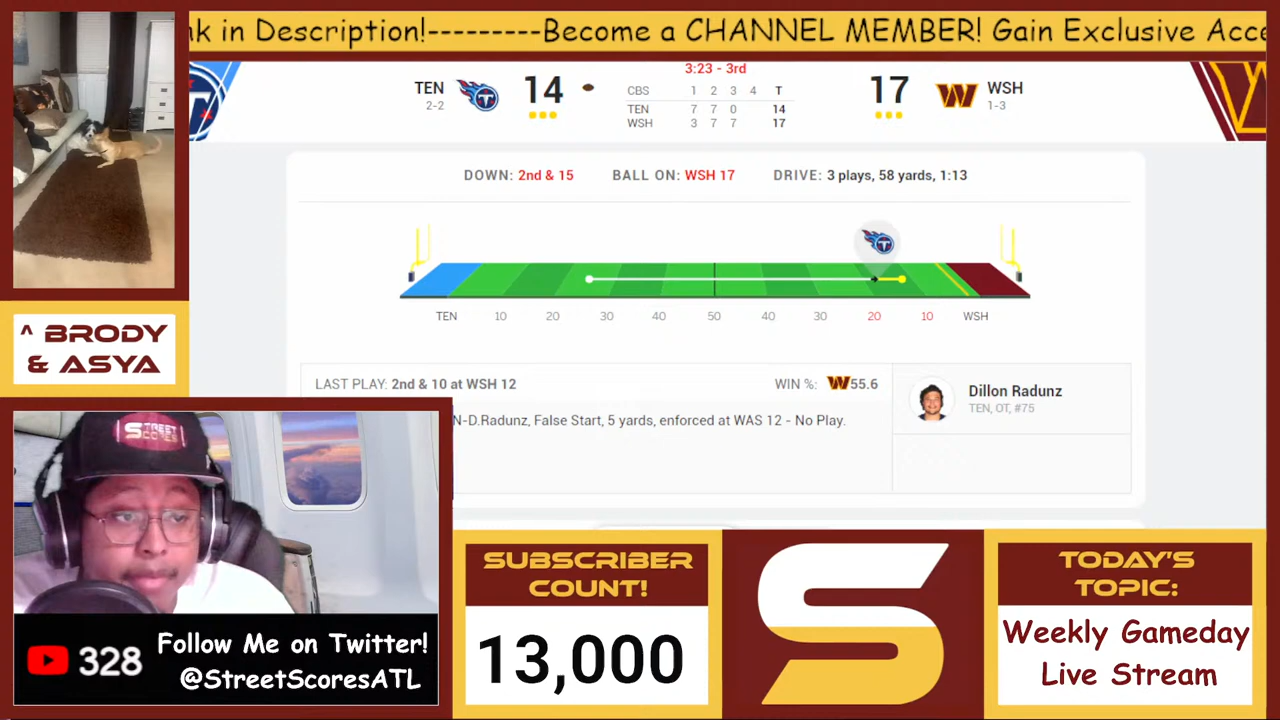 nk in Description!---------Become a CHANNEL MEMBER! Gain Exclusive Acce
TEN
2-2
14
3:23 - 3rd
CBS 1 2 3 4 T
TEN 7 7 0 14
WSH 3 7 7 17
17
WSH
1-3
DOWN: 2nd & 15 BALL ON: WSH 17 DRIVE: 3 plays, 58 yards, 1:13
TEN 10 20 30 40 50 40 30 20 10 WSH
LAST PLAY: 2nd & 10 at WSH 12 WIN %: 55.6
N-D.Radunz, False Start, 5 yards, enforced at WAS 12 - No Play.
Dillon Radunz
TEN, OT, #75
^ BRODY
& ASYA
STREET
SCORES
328
Follow Me on Twitter!
@StreetScoresATL
SUBSCRIBER
COUNT!
13,000
S
TODAY'S
TOPIC:
Weekly Gameday
Live Stream